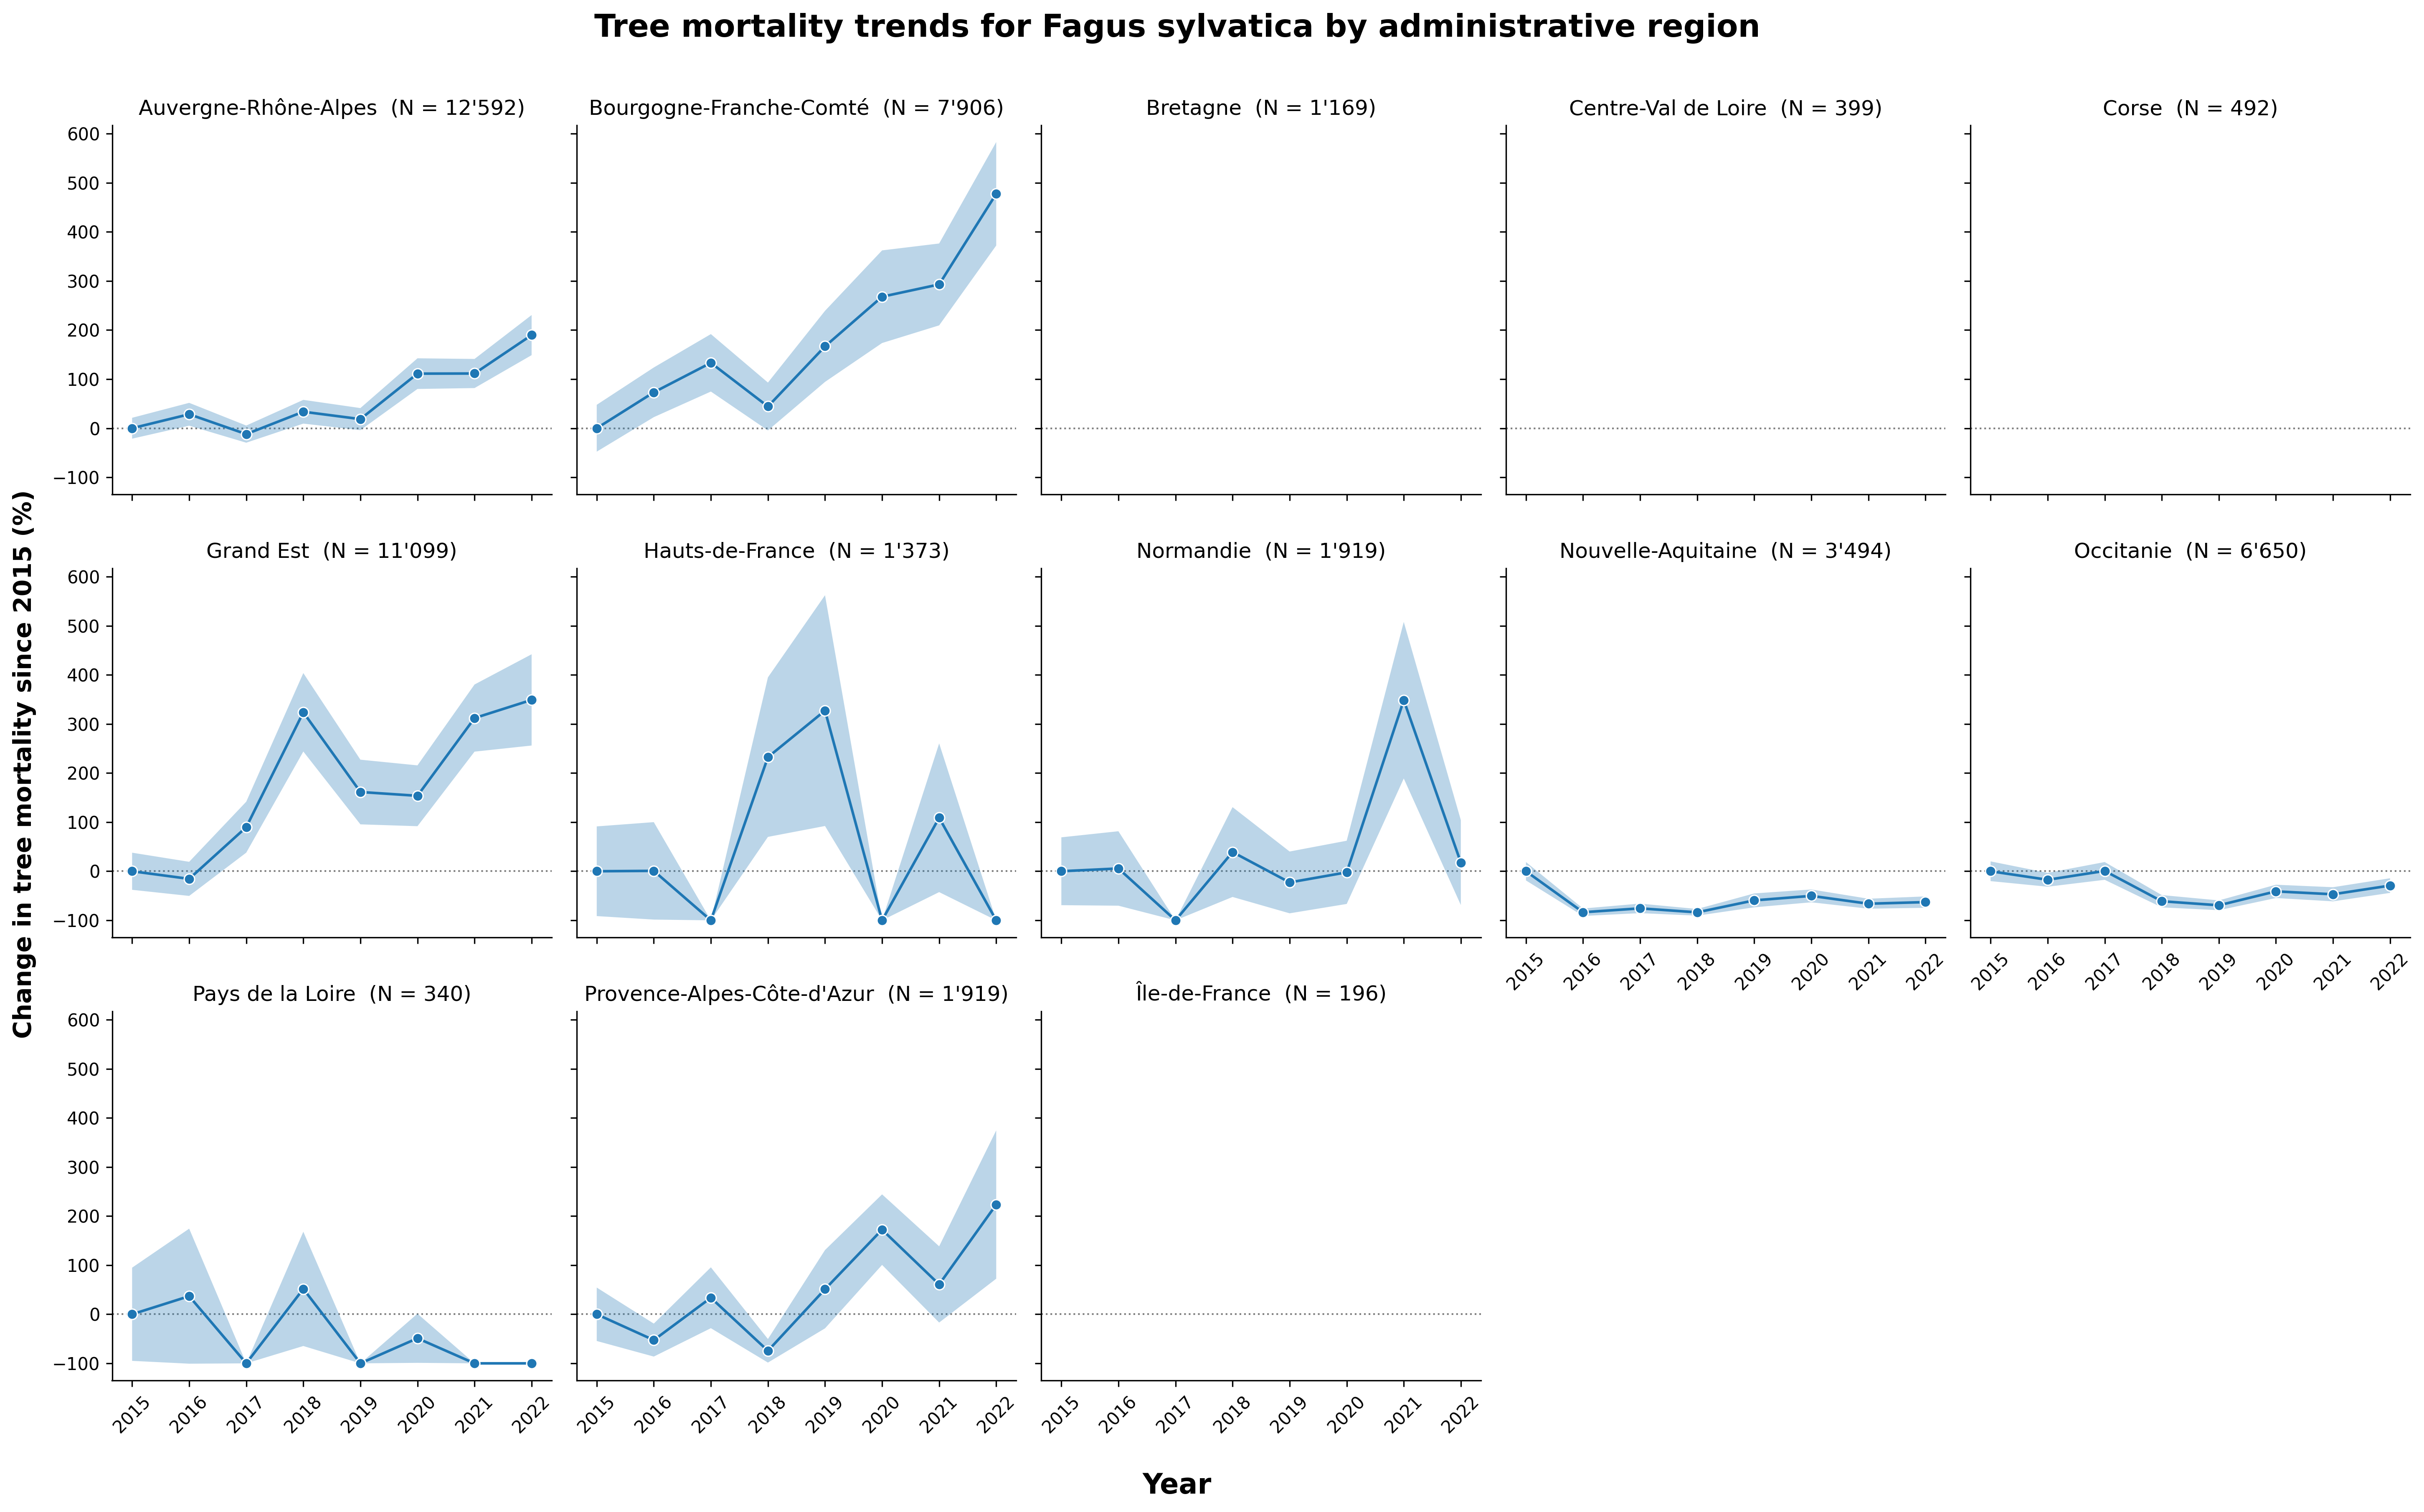 Tree mortality trends for Fagus sylvatica by administrative region
Change in tree mortality since 2015 (%)
Auvergne-Rhône-Alpes (N = 12'592)
Bourgogne-Franche-Comté (N = 7'906)
Bretagne (N = 1'169)
Centre-Val de Loire (N = 399)
Corse (N = 492)
600
500
400
300
200
100
0
−100
Grand Est (N = 11'099)
Hauts-de-France (N = 1'373)
Normandie (N = 1'919)
Nouvelle-Aquitaine (N = 3'494)
Occitanie (N = 6'650)
600
500
400
300
200
100
0
−100
2015 2016 2017 2018 2019 2020 2021 2022
2015 2016 2017 2018 2019 2020 2021 2022
Pays de la Loire (N = 340)
Provence-Alpes-Côte-d'Azur (N = 1'919)
Île-de-France (N = 196)
600
500
400
300
200
100
0
−100
2015 2016 2017 2018 2019 2020 2021 2022
2015 2016 2017 2018 2019 2020 2021 2022
2015 2016 2017 2018 2019 2020 2021 2022
Year